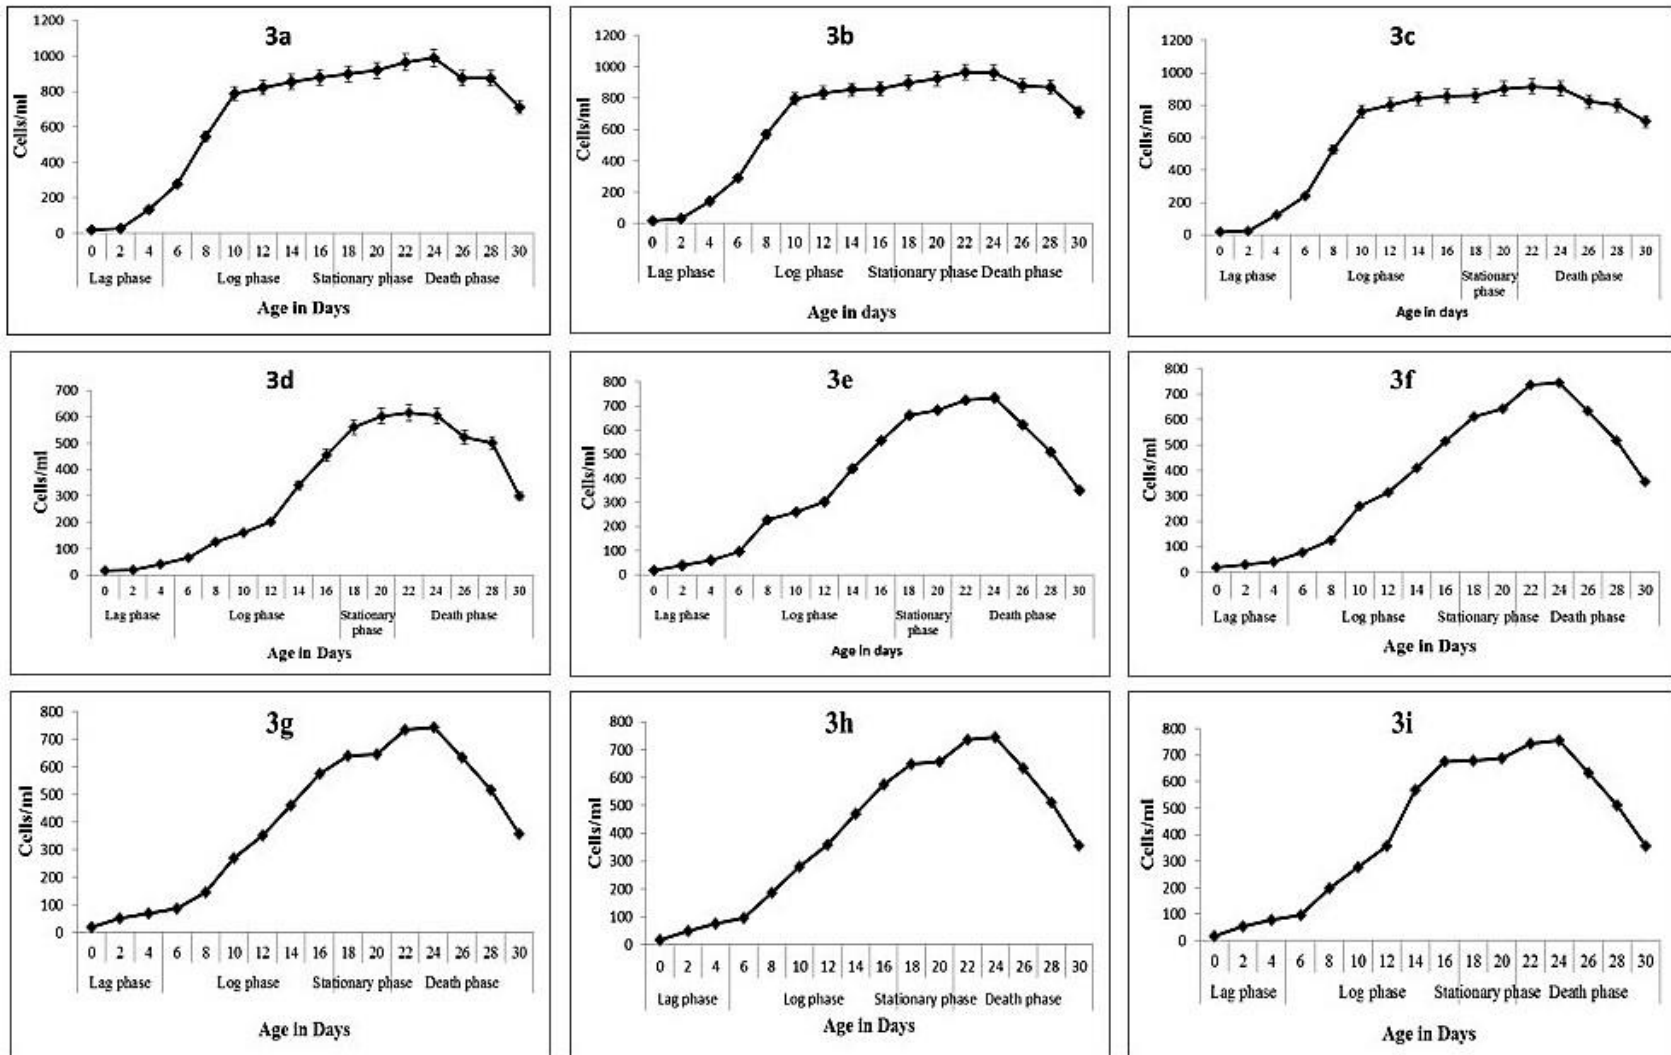 3a
1200
1000
800
600
400
200
0
Cells/ml
0 2 4 6 8 10 12 14 16 18 20 22 24 26 28 30
Lag phase Log phase Stationary phase Death phase
Age in Days
3b
1200
1000
800
600
400
200
0
Cells/ml
0 2 4 6 8 10 12 14 16 18 20 22 24 26 28 30
Lag phase Log phase Stationary phase Death phase
Age in days
3c
1200
1000
800
600
400
200
0
Cells/ml
0 2 4 6 8 10 12 14 16 18 20 22 24 26 28 30
Lag phase Log phase Stationary Death phase
phase
Age in days
3d
700
600
500
400
300
200
100
0
Cells/ml
0 2 4 6 8 10 12 14 16 18 20 22 24 26 28 30
Lag phase Log phase Stationary Death phase
phase
Age in Days
3e
800
700
600
500
400
300
200
100
0
Cells/ml
0 2 4 6 8 10 12 14 16 18 20 22 24 26 28 30
Lag phase Log phase Stationary Death phase
phase
Age in days
3f
800
700
600
500
400
300
200
100
0
Cells/ml
0 2 4 6 8 10 12 14 16 18 20 22 24 26 28 30
Lag phase Log phase Stationary phase Death phase
Age in Days
3g
800
700
600
500
400
300
200
100
0
Cells/ml
0 2 4 6 8 10 12 14 16 18 20 22 24 26 28 30
Lag phase Log phase Stationary phase Death phase
Age in Days
3h
800
700
600
500
400
300
200
100
0
Cells/ml
0 2 4 6 8 10 12 14 16 18 20 22 24 26 28 30
Lag phase Log phase Stationary phase Death phase
Age in Days
3i
800
700
600
500
400
300
200
100
0
Cells/ml
0 2 4 6 8 10 12 14 16 18 20 22 24 26 28 30
Lag phase Log phase Stationary phase Death phase
Age in Days